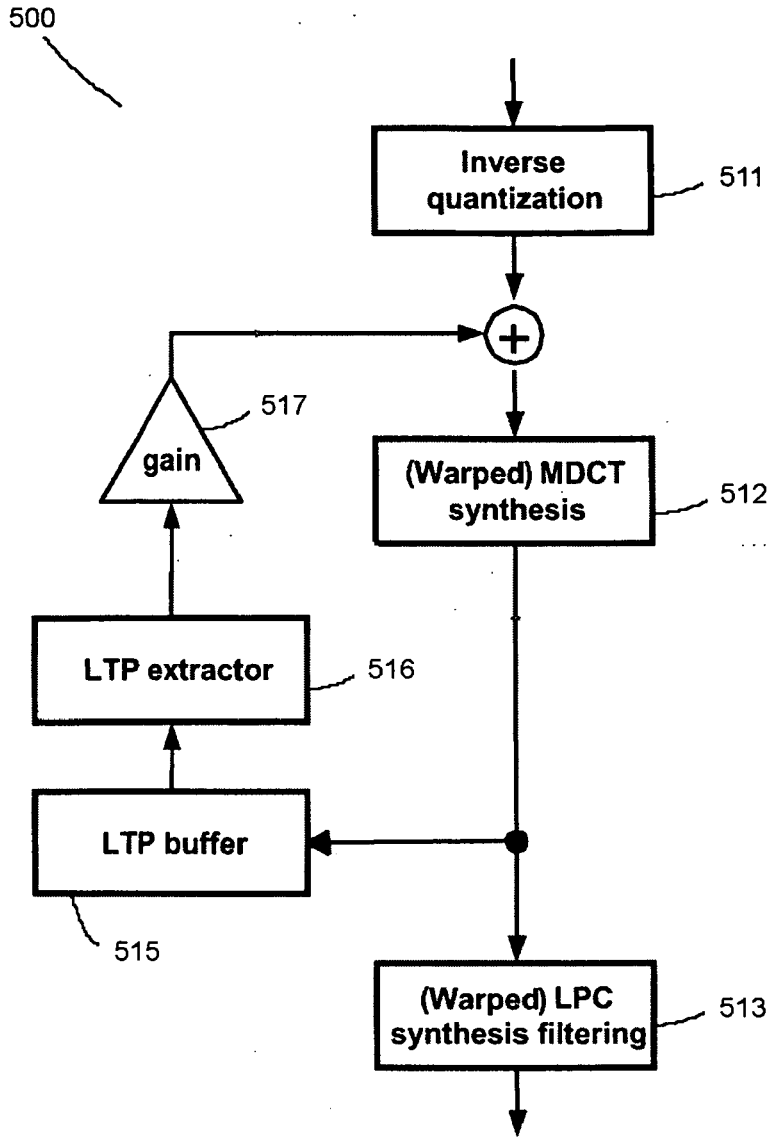 500
Inverse
quantization
511
+
517
gain
(Warped) MDCT
synthesis
512
LTP extractor
516
LTP buffer
515
(Warped) LPC
synthesis filtering
513